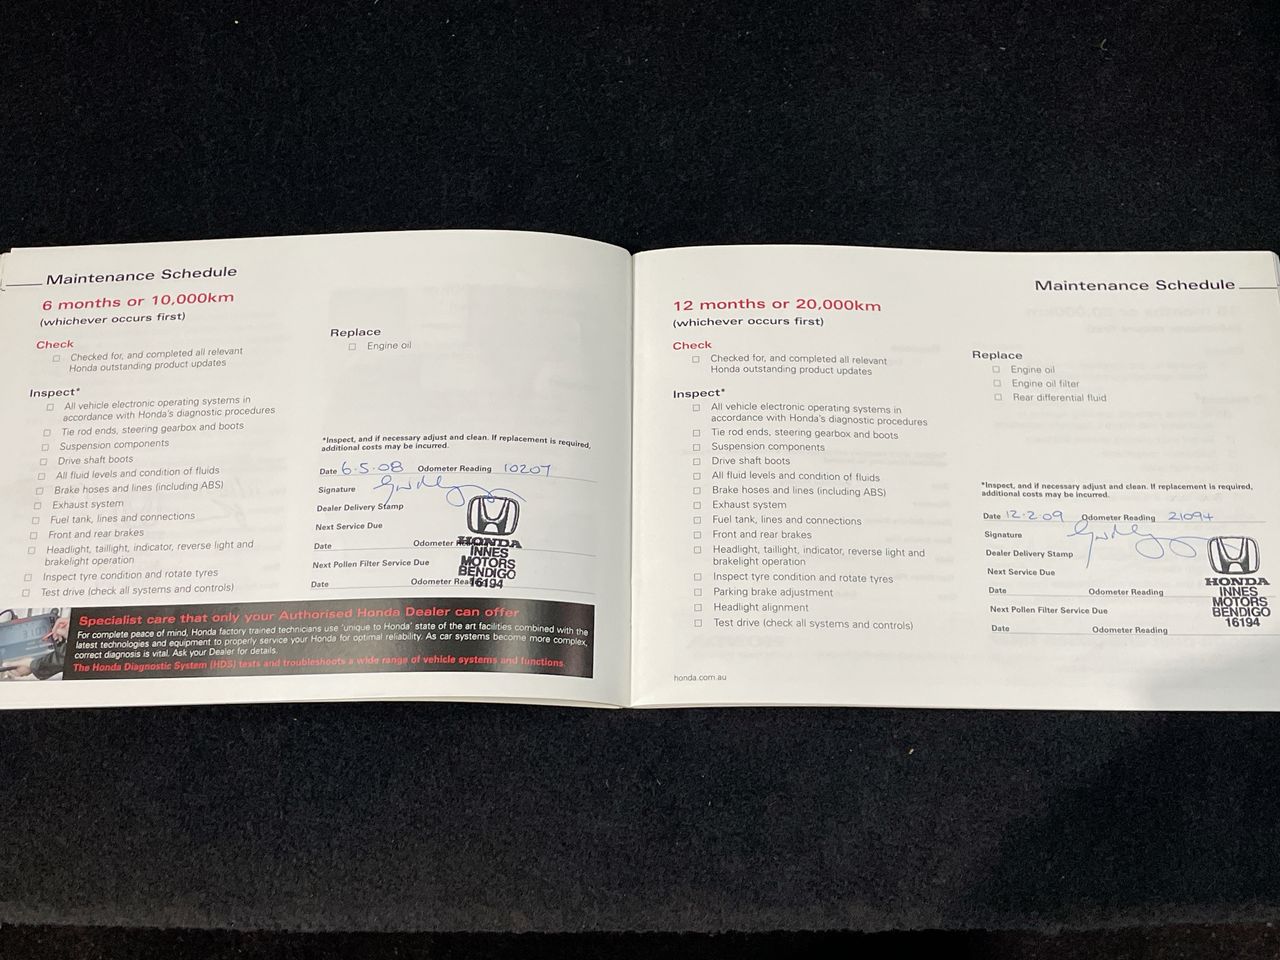 Maintenance Schedule
6 months or 10,000km
(whichever occurs first)
Check
Checked for, and completed all relevant
Honda outstanding product updates
Inspect*
All vehicle electronic operating systems in
accordance with Honda's diagnostic procedures
Tie rod ends, steering gearbox and boots
Suspension components
Drive shaft boots
All fluid levels and condition of fluids
Brake hoses and lines (including ABS)
Exhaust system
Fuel tank, lines and connections
Front and rear brakes
Headlight, taillight, indicator, reverse light and
brakelight operation
Inspect tyre condition and rotate tyres
Test drive (check all systems and controls)
Replace
Engine oil
*Inspect, and if necessary adjust and clean. If replacement is required,
additional costs may be incurred.
Date 6.5.08 Odometer Reading 10207
Signature
Dealer Delivery Stamp
Next Service Due
Date Odometer
Next Pollen Filter Service Due
Date Odometer
HONDA
INNES
MOTORS
BENDIGO
16194
Specialist care that only your Authorised Honda Dealer can offer
For complete peace of mind, Honda factory trained technicians use 'unique to Honda' state of the art facilities combined with the
latest technologies and equipment to properly service your Honda for optimal reliability. As car systems become more complex,
correct diagnosis is vital. Ask your Dealer for details.
The Honda Diagnostic System (HDS) tests and troubleshoots a wide range of vehicle systems and functions.
Maintenance Schedule
12 months or 20,000km
(whichever occurs first)
Check
Checked for, and completed all relevant
Honda outstanding product updates
Inspect*
All vehicle electronic operating systems in
accordance with Honda's diagnostic procedures
Tie rod ends, steering gearbox and boots
Suspension components
Drive shaft boots
All fluid levels and condition of fluids
Brake hoses and lines (including ABS)
Exhaust system
Fuel tank, lines and connections
Front and rear brakes
Headlight, taillight, indicator, reverse light and
brakelight operation
Inspect tyre condition and rotate tyres
Parking brake adjustment
Headlight alignment
Test drive (check all systems and controls)
Replace
Engine oil
Engine oil filter
Rear differential fluid
*Inspect, and if necessary adjust and clean. If replacement is required,
additional costs may be incurred.
Date 12.2.09 Odometer Reading 21094
Signature
Dealer Delivery Stamp
Next Service Due
Date Odometer Reading
Next Pollen Filter Service Due
Date Odometer Reading
HONDA
INNES
MOTORS
BENDIGO
16194
honda.com.au